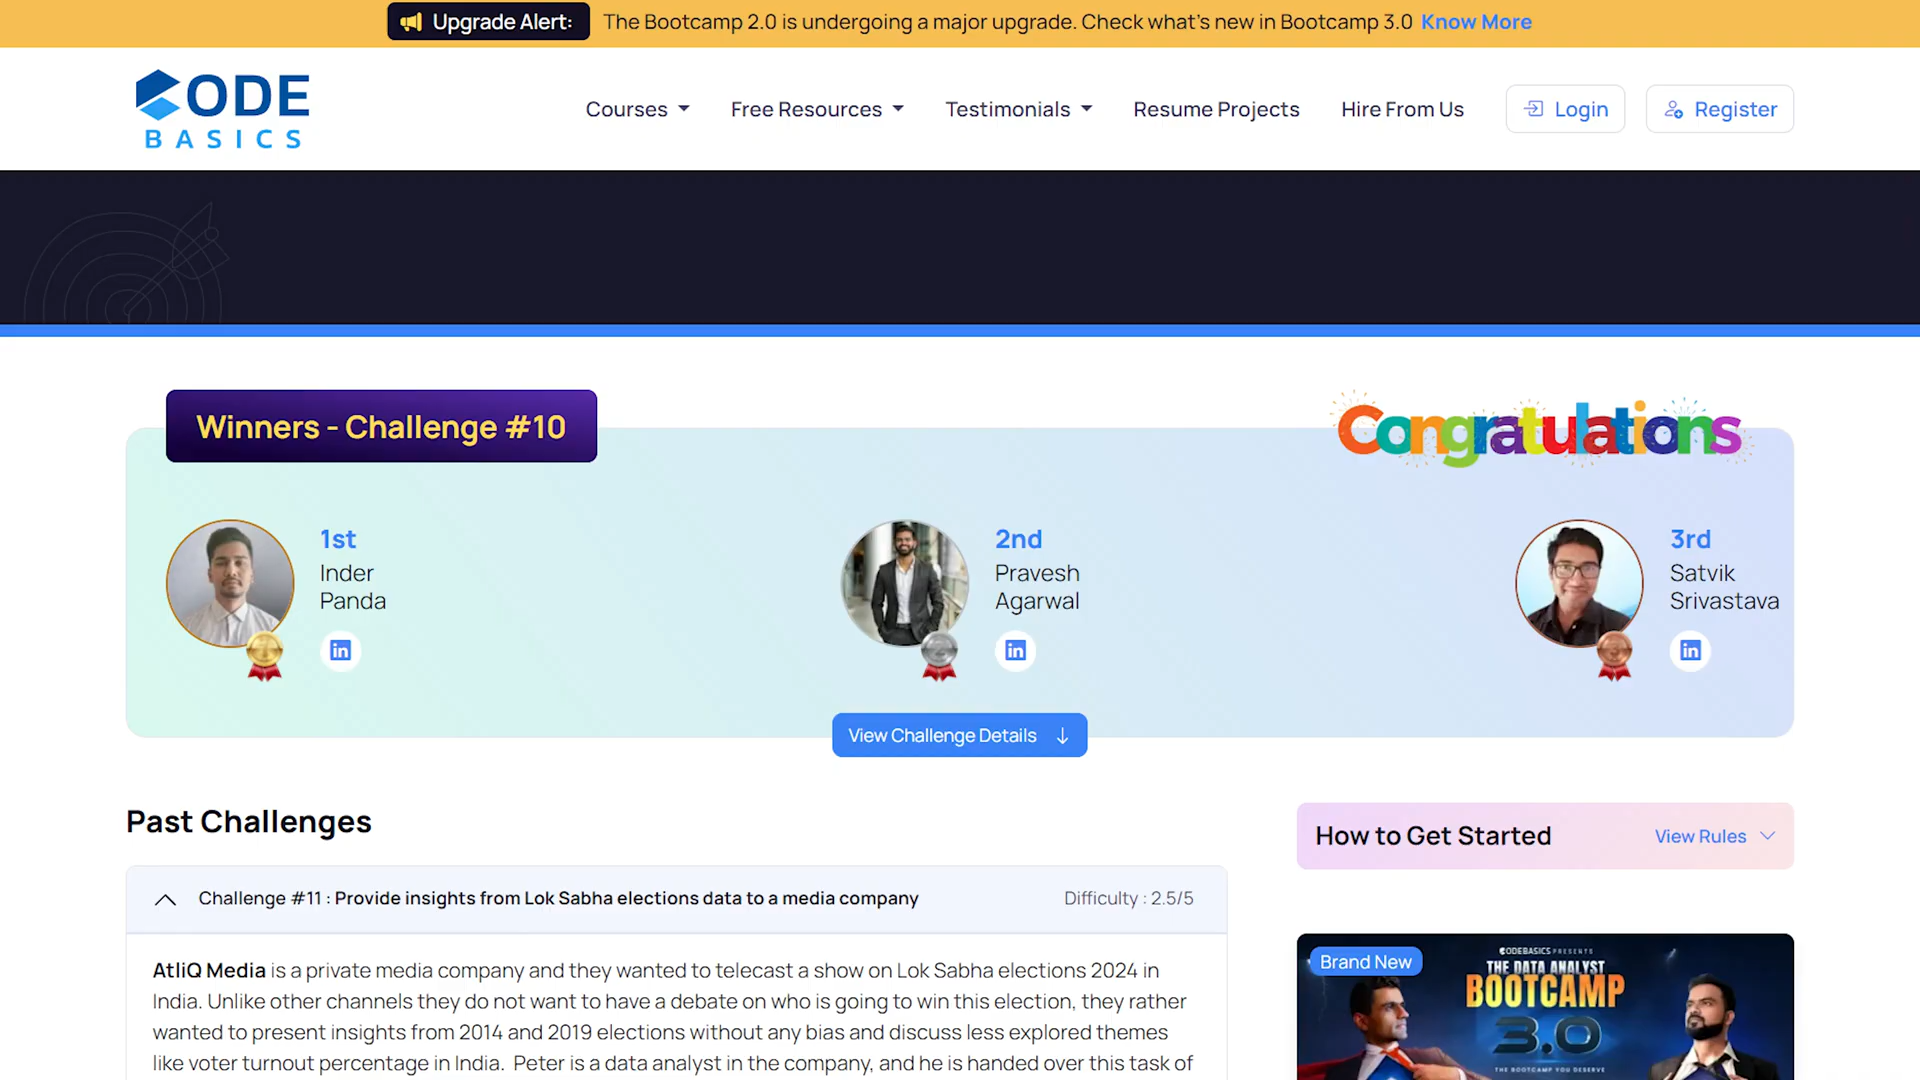 Upgrade Alert: The Bootcamp 2.0 is undergoing a major upgrade. Check what's new in Bootcamp 3.0 Know More
CODE
BASICS
Courses Free Resources Testimonials Resume Projects Hire From Us Login Register
Winners - Challenge #10
Congratulations
1st
Inder
Panda
in
2nd
Pravesh
Agarwal
in
3rd
Satvik
Srivastava
in
View Challenge Details
Past Challenges
How to Get Started View Rules
Challenge #11 : Provide insights from Lok Sabha elections data to a media company Difficulty : 2.5/5
AtliQ Media is a private media company and they wanted to telecast a show on Lok Sabha elections 2024 in
India. Unlike other channels they do not want to have a debate on who is going to win this election, they rather
wanted to present insights from 2014 and 2019 elections without any bias and discuss less explored themes
like voter turnout percentage in India. Peter is a data analyst in the company, and he is handed over this task of
Brand New
CODEBASICS PRESENTS
THE DATA ANALYST
BOOTCAMP
3.0
THE BOOTCAMP YOU DESERVE